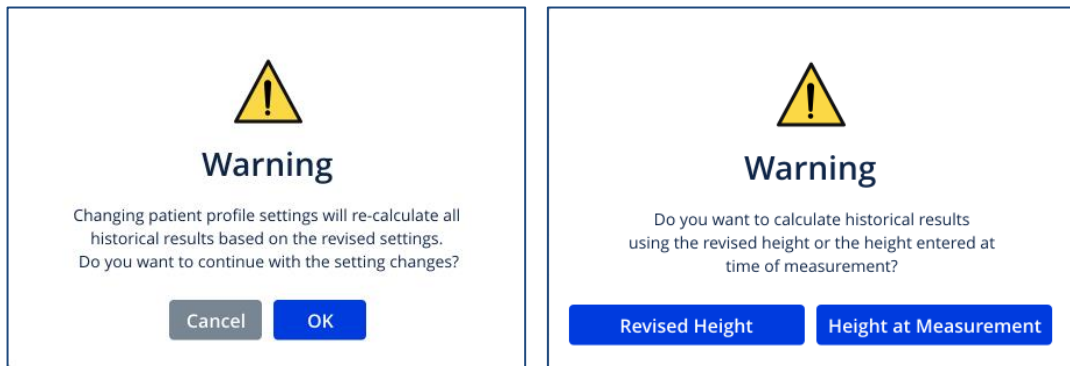 Warning
Changing patient profile settings will re-calculate all
historical results based on the revised settings.
Do you want to continue with the setting changes?
Cancel
OK
Warning
Do you want to calculate historical results
using the revised height or the height entered at
time of measurement?
Revised Height
Height at Measurement